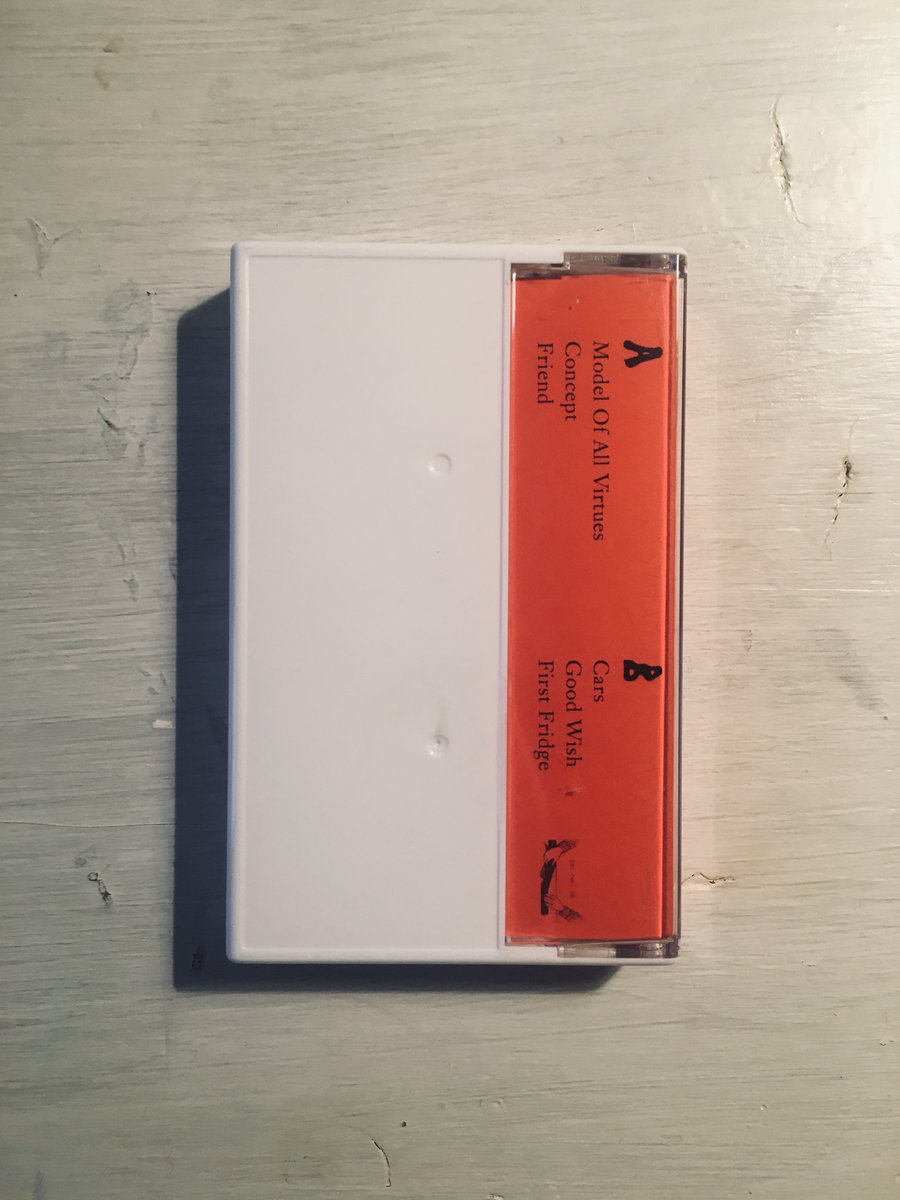 A
Model Of All Virtues
Concept
Friend
B
Cars
Good Wish
First Fridge